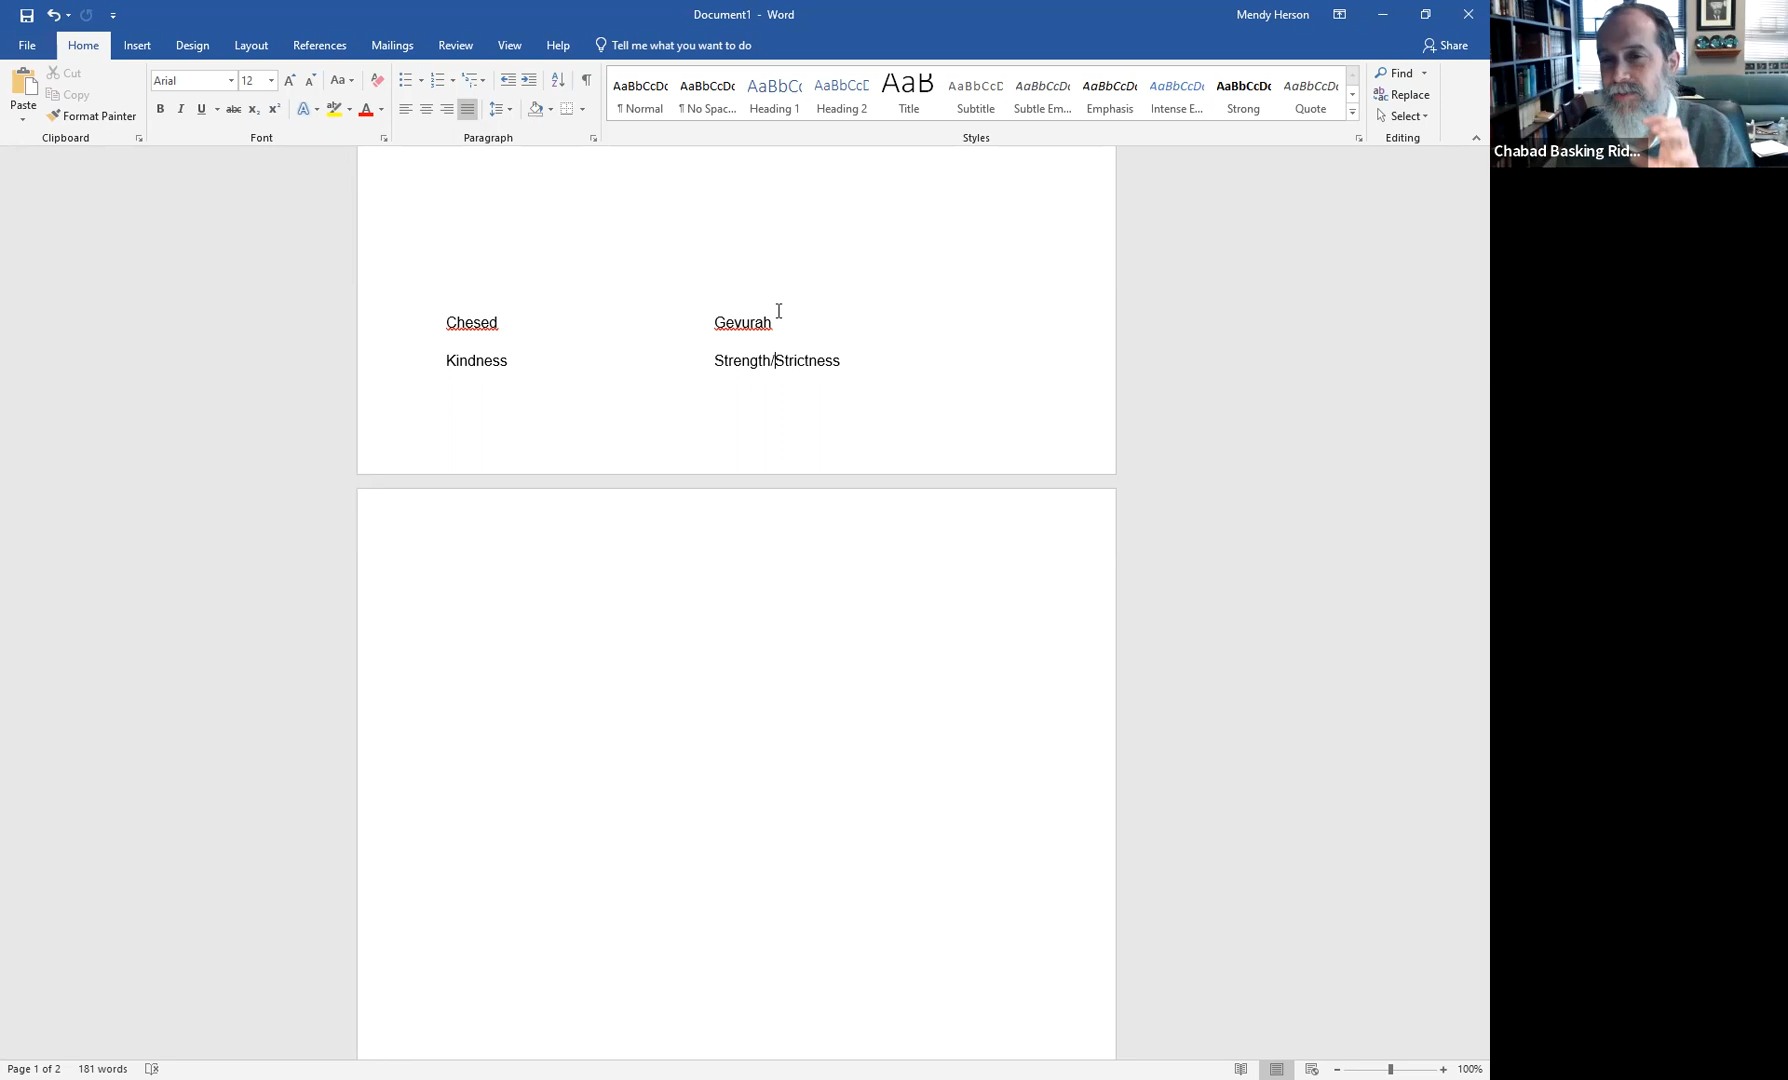 Document1 - Word
Mendy Herson
File Home Insert Design Layout References Mailings Review View Help Tell me what you want to do
Share
Paste
Cut
Copy
Format Painter
Clipboard
Arial 12
Font
Paragraph
AaBbCcDc AaBbCcDc AaBbC( AaBbCcD AaB AaBbCcD AaBbCcDc AaBbCcDc AaBbCcDc AaBbCcDc AaBbCcDc
¶ Normal ¶ No Spac... Heading 1 Heading 2 Title Subtitle Subtle Em... Emphasis Intense E... Strong Quote
Styles
Find
Replace
Select
Editing
Chabad Basking Rid...
Chesed Gevurah
Kindness Strength/Strictness
Page 1 of 2 181 words
100%